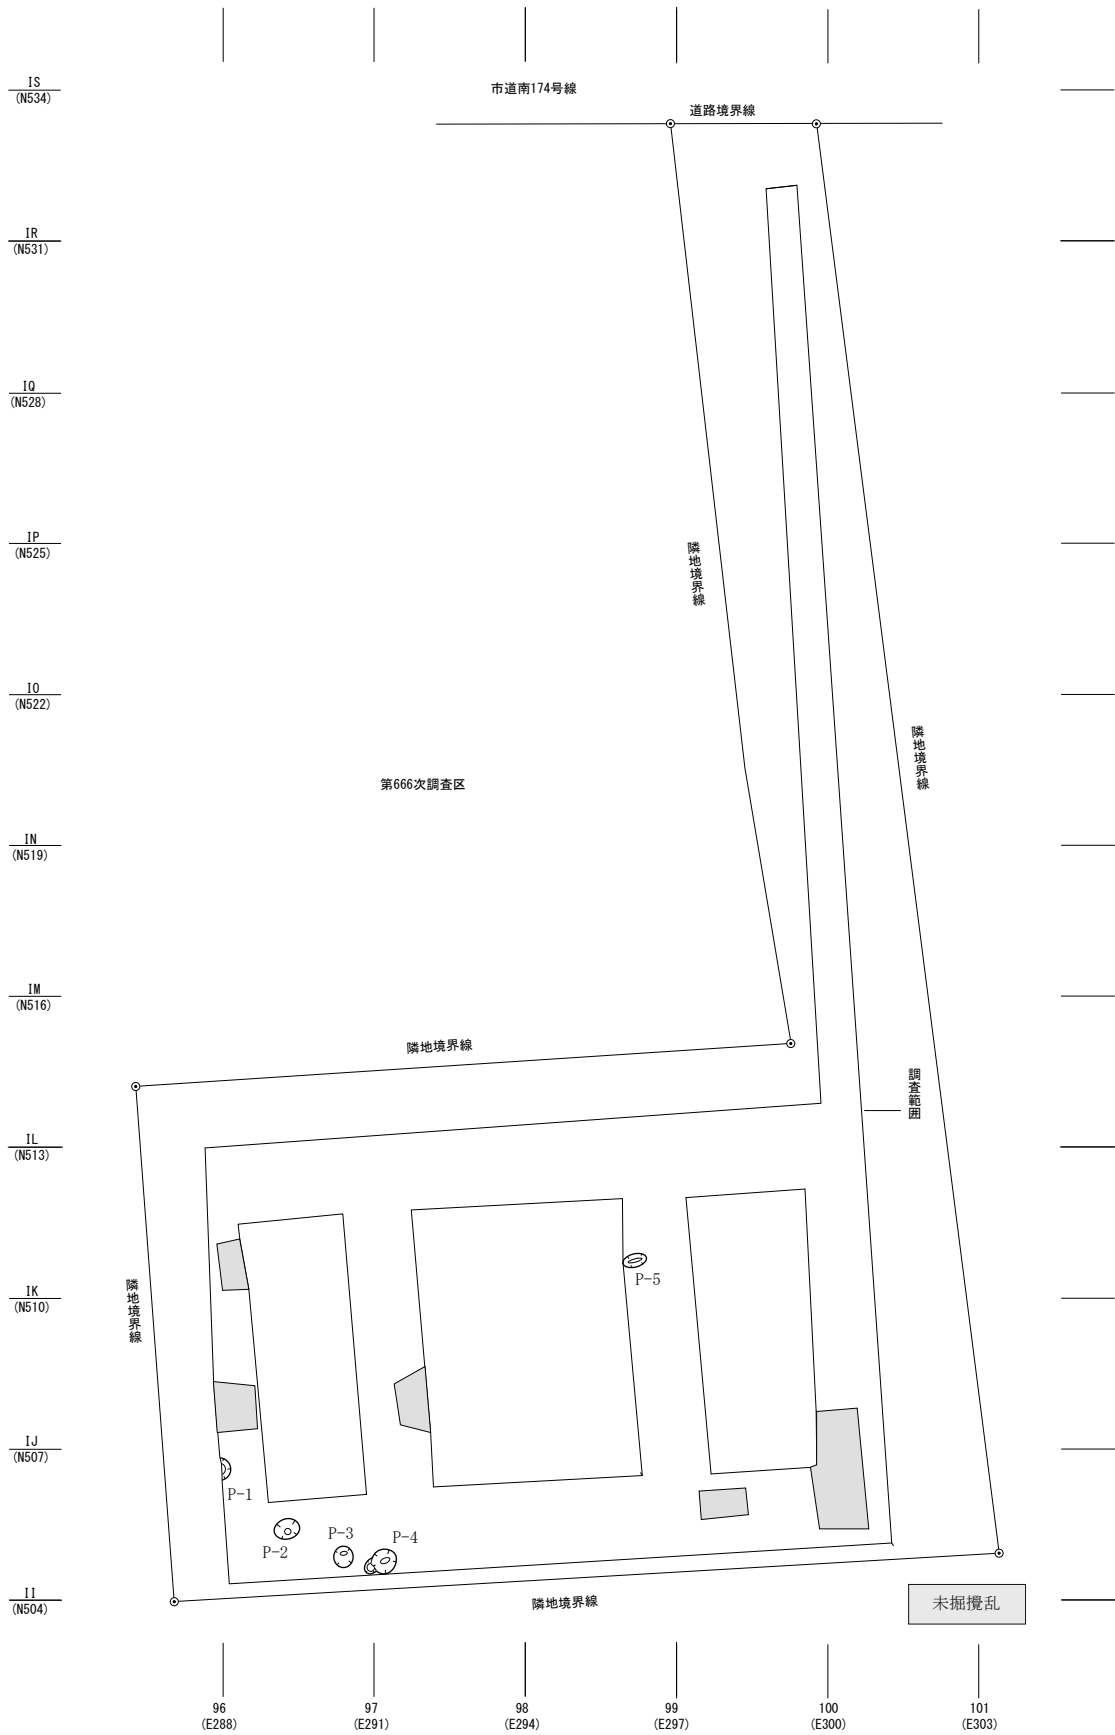 IS
(N534)
市道南174号線
道路境界線
IR
(N531)
IQ
(N528)
IP
(N525)
隣地境界線
IO
(N522)
隣地境界線
第666次調査区
IN
(N519)
IM
(N516)
隣地境界線
調査範囲
IL
(N513)
P-5
隣地境界線
IK
(N510)
IJ
(N507)
P-1
P-2
P-3
P-4
II
(N504)
隣地境界線
未掘攪乱
96
(E288)
97
(E291)
98
(E294)
99
(E297)
100
(E300)
101
(E303)